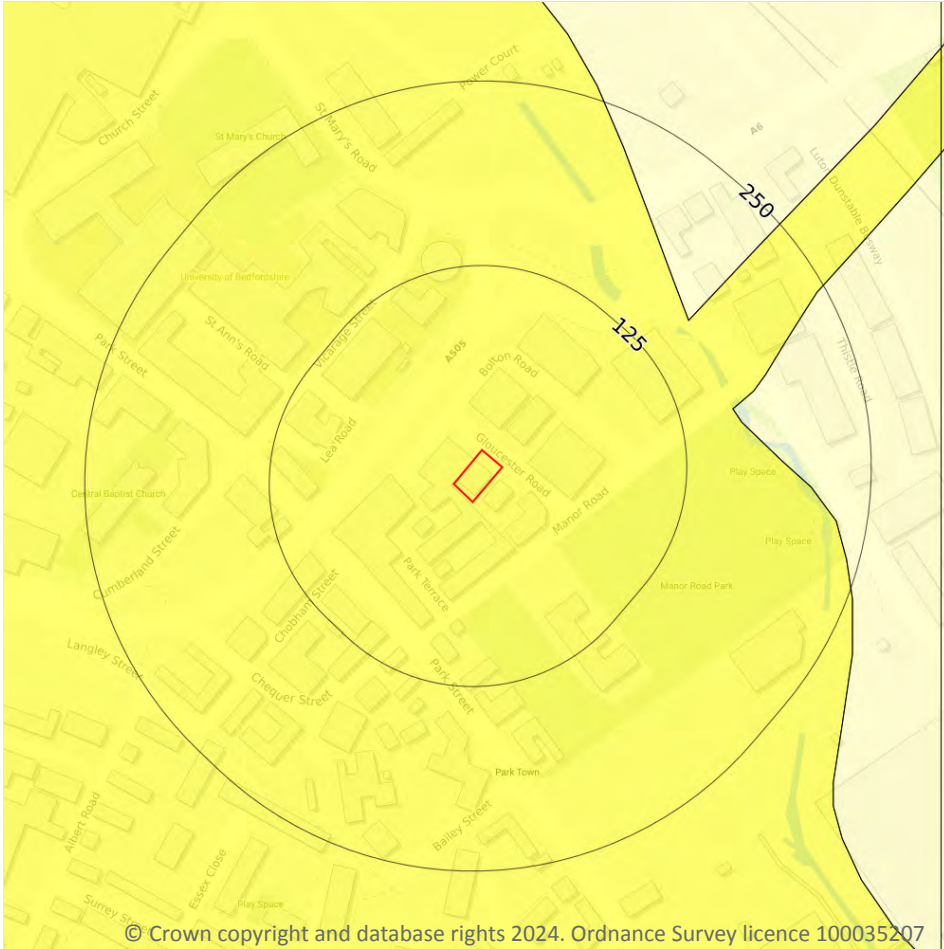 Power Court
Church Street
St Mary's Church
St Mary's Road
A6
Luton Dunstable Busway
250
University of Bedfordshire
St Ann's Road
Vicarage Street
125
A505
Park Street
Bolton Road
Thistle Road
Lea Road
Gloucester Road
Play Space
Central Baptist Church
Manor Road
Cumberland Street
Play Space
Park Terrace
Manor Road Park
Chobham Street
Langley Street
Park Street
Chequer Street
Park Town
Albert Road
Bailey Street
Essex Close
Play Space
Surrey Street
© Crown copyright and database rights 2024. Ordnance Survey licence 100035207